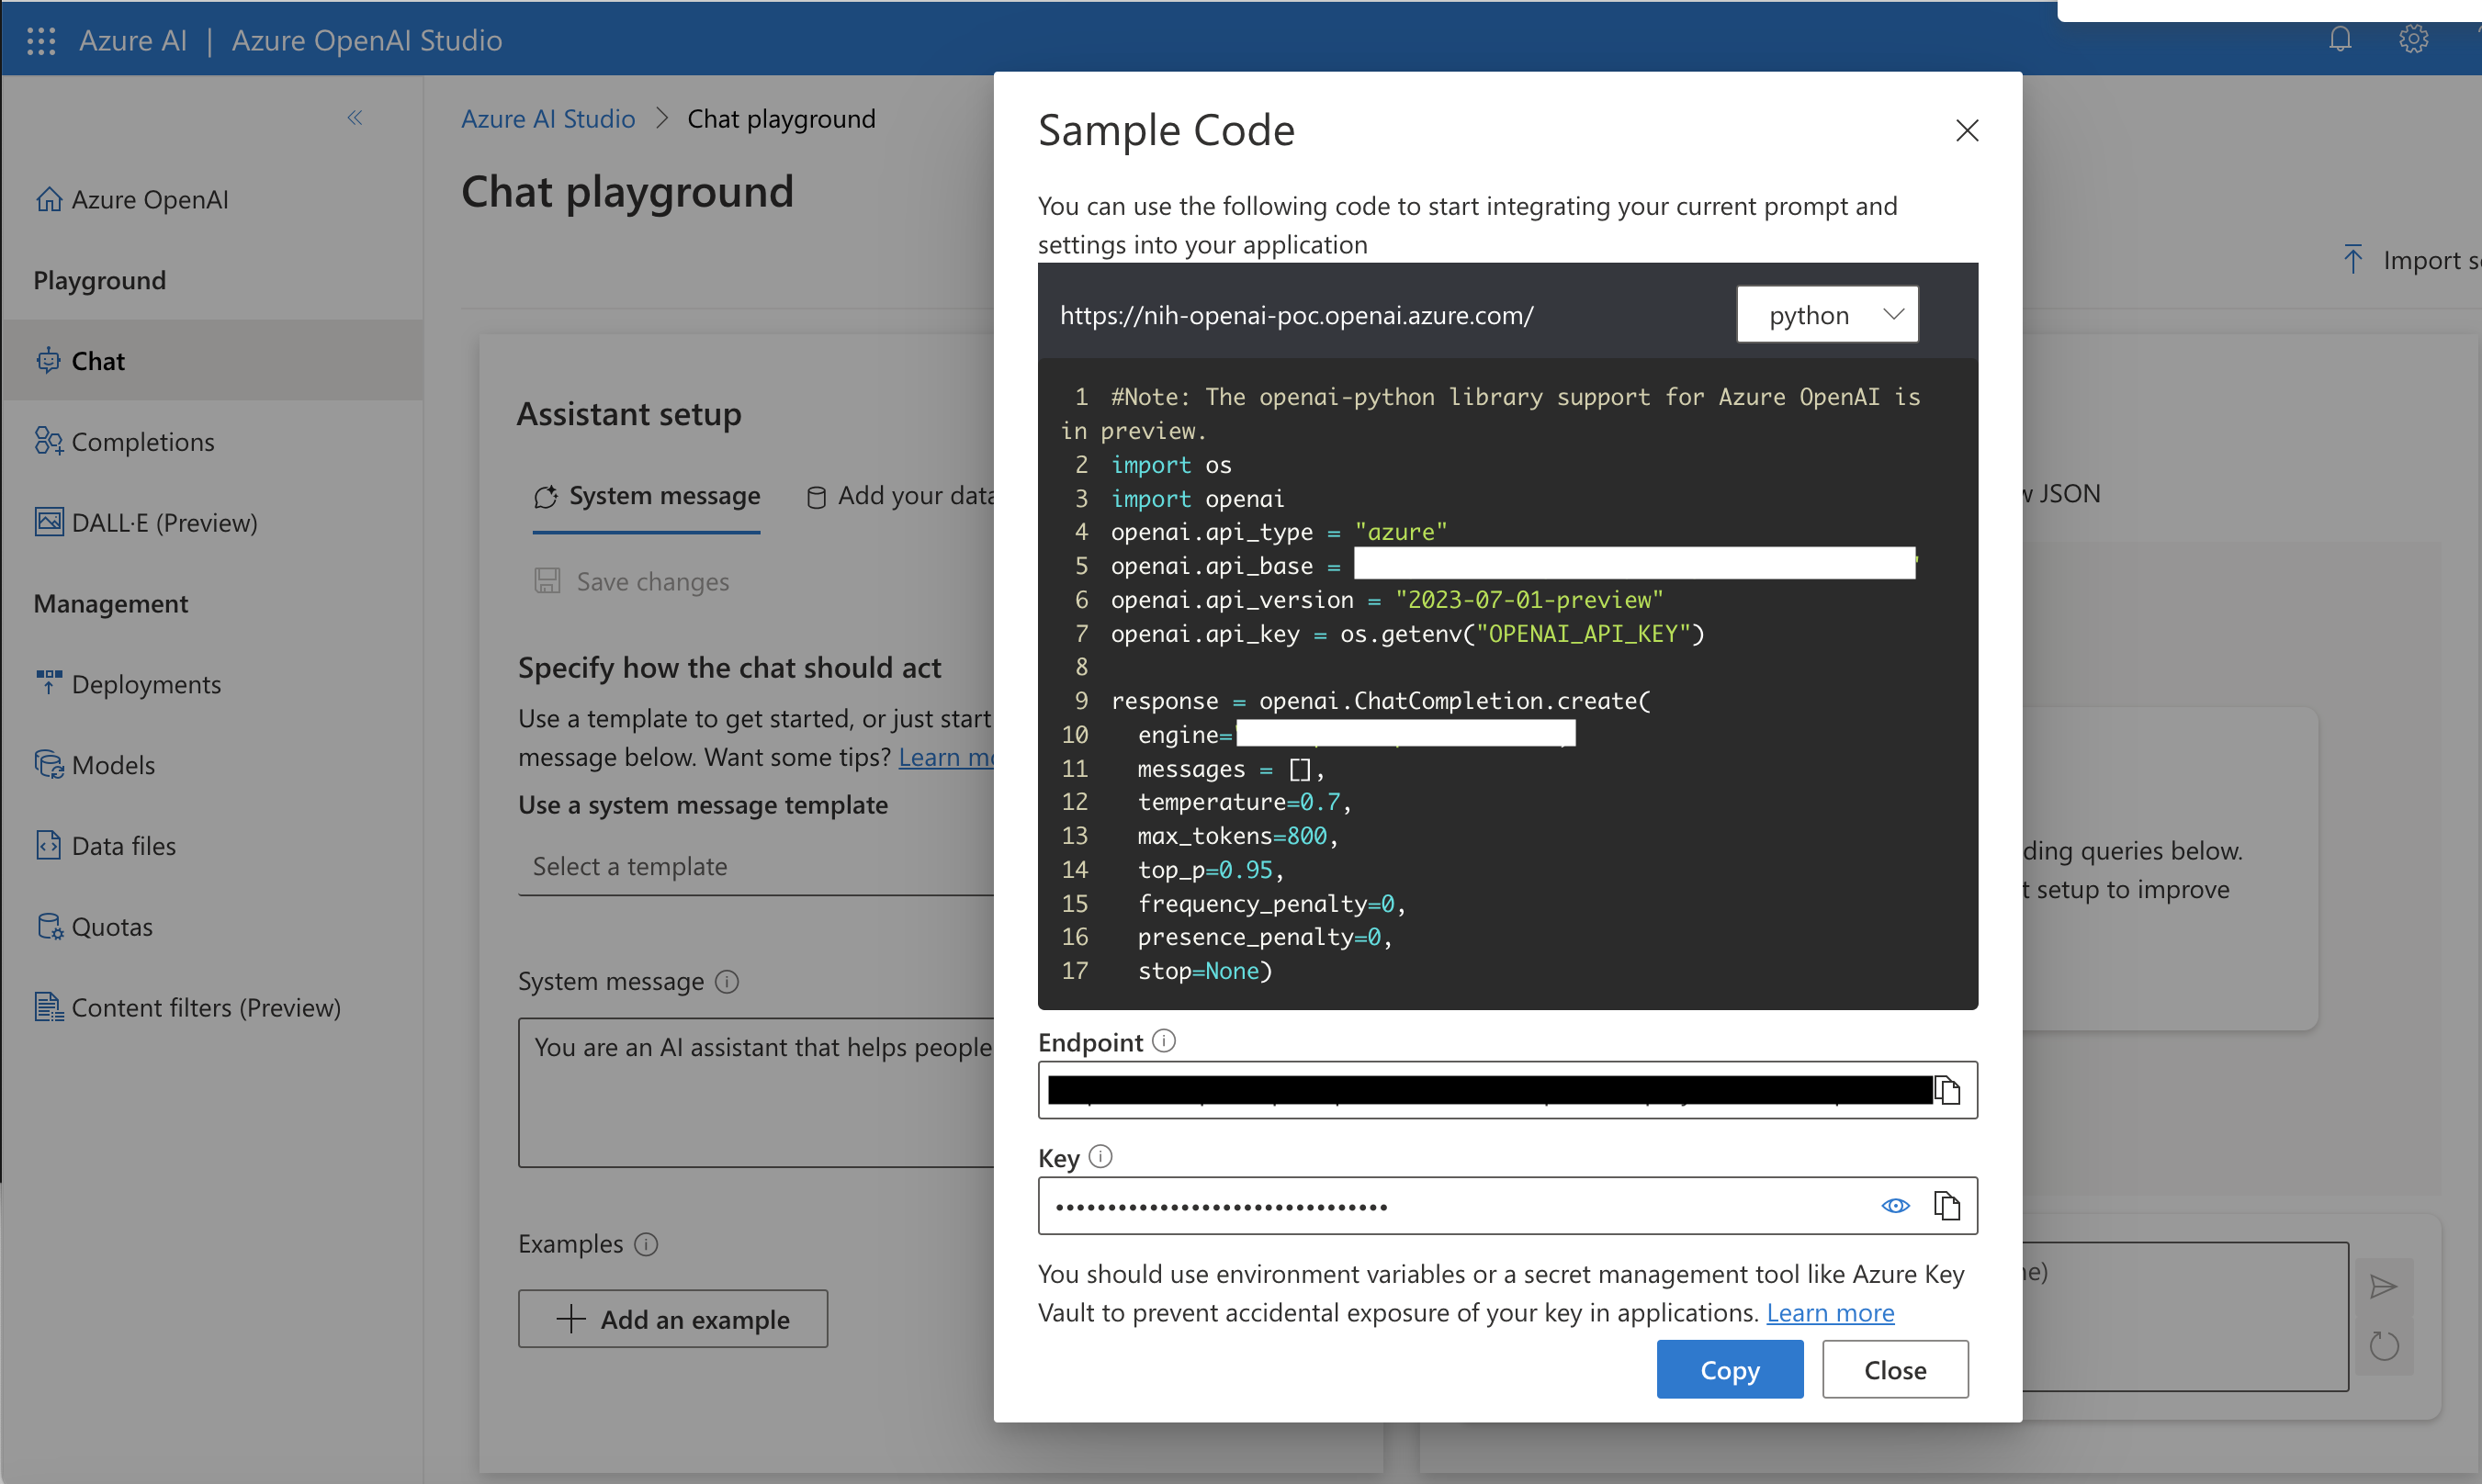 Azure AI | Azure OpenAI Studio
Azure OpenAI
Playground
Chat
Completions
DALL·E (Preview)
Management
Deployments
Models
Data files
Quotas
Content filters (Preview)
Azure AI Studio > Chat playground
Chat playground
Import
Assistant setup
System message
Add your data
Save changes
Specify how the chat should act
Use a template to get started, or just start
message below. Want some tips? Learn
Use a system message template
Select a template
System message
You are an AI assistant that helps people
Examples
Add an example
Sample Code
You can use the following code to start integrating your current prompt and
settings into your application
https://nih-openai-poc.openai.azure.com/
python
1 #Note: The openai-python library support for Azure OpenAI is
in preview.
2 import os
3 import openai
4 openai.api_type = "azure"
5 openai.api_base =
6 openai.api_version = "2023-07-01-preview"
7 openai.api_key = os.getenv("OPENAI_API_KEY")
8
9 response = openai.ChatCompletion.create(
10 engine=
11 messages = [],
12 temperature=0.7,
13 max_tokens=800,
14 top_p=0.95,
15 frequency_penalty=0,
16 presence_penalty=0,
17 stop=None)
Endpoint
Key
••••••••••••••••••••••••••••••••
You should use environment variables or a secret management tool like Azure Key
Vault to prevent accidental exposure of your key in applications. Learn more
Copy
Close
JSON
queries below.
setup to improve